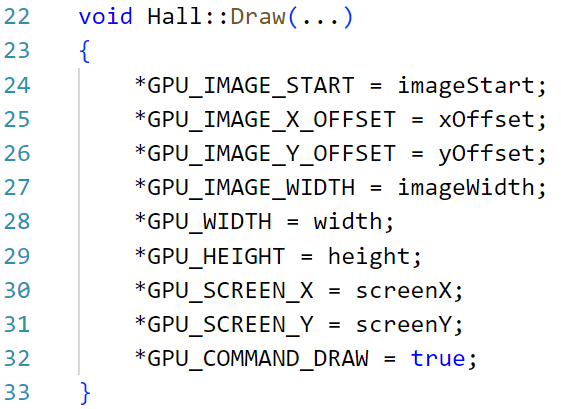 22 void Hall::Draw(...)
23 {
24 *GPU_IMAGE_START = imageStart;
25 *GPU_IMAGE_X_OFFSET = xOffset;
26 *GPU_IMAGE_Y_OFFSET = yOffset;
27 *GPU_IMAGE_WIDTH = imageWidth;
28 *GPU_WIDTH = width;
29 *GPU_HEIGHT = height;
30 *GPU_SCREEN_X = screenX;
31 *GPU_SCREEN_Y = screenY;
32 *GPU_COMMAND_DRAW = true;
33 }